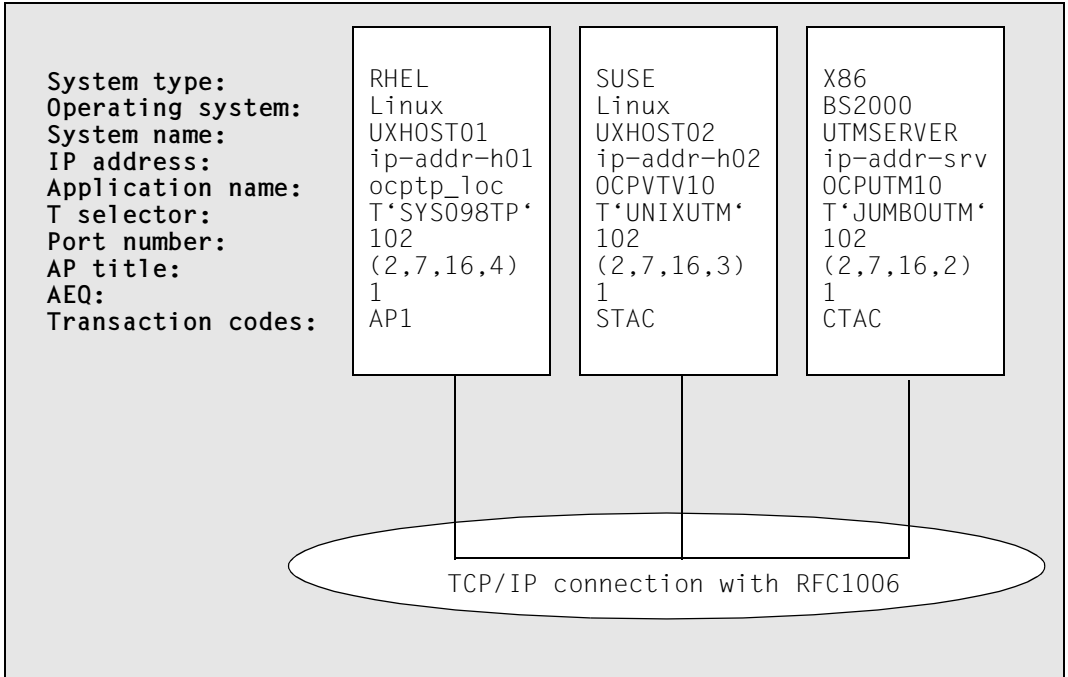 System type: RHEL SUSE X86
Operating system: Linux Linux BS2000
System name: UXHOST01 UXHOST02 UTMSERVER
IP address: ip-addr-h01 ip-addr-h02 ip-addr-srv
Application name: ocptp_loc OCPVTV10 OCPUTM10
T selector: T‘SYS098TP‘ T‘UNIXUTM‘ T‘JUMBOUTM‘
Port number: 102 102 102
AP title: (2,7,16,4) (2,7,16,3) (2,7,16,2)
AEQ: 1 1 1
Transaction codes: AP1 STAC CTAC
TCP/IP connection with RFC1006